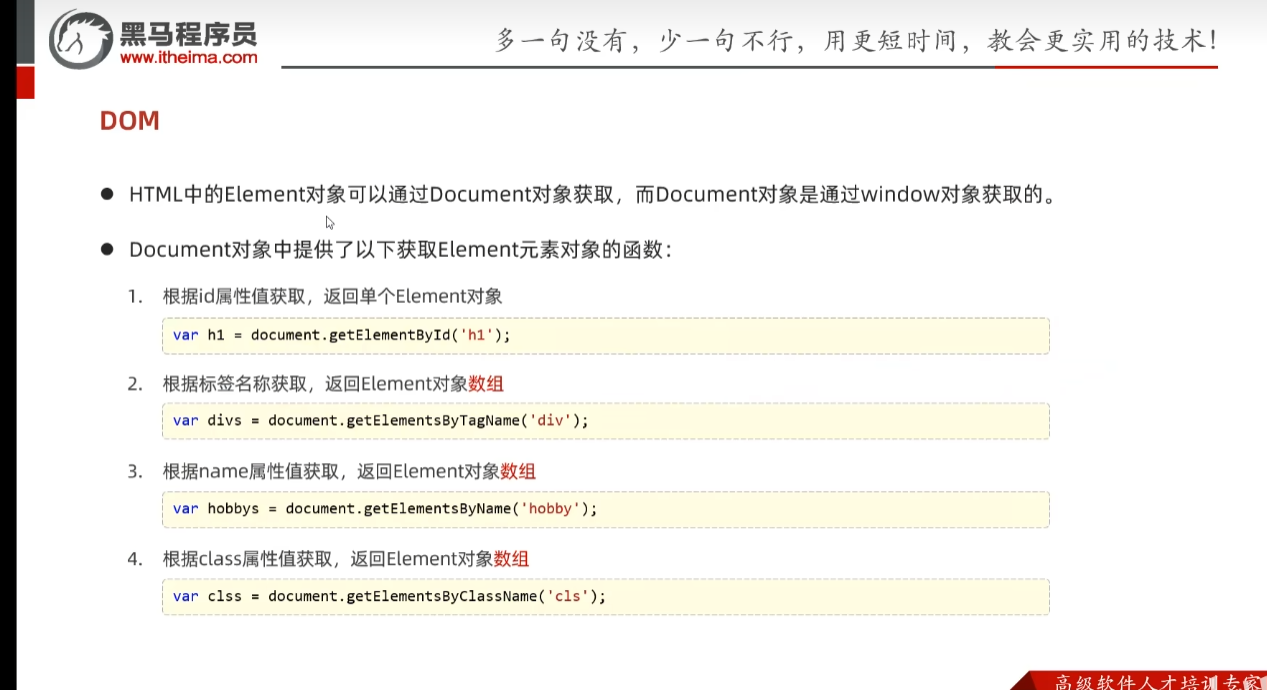 黑马程序员
www.itheima.com
多一句没有，少一句不行，用更短时间，教会更实用的技术！
DOM
● HTML中的Element对象可以通过Document对象获取，而Document对象是通过window对象获取的。
● Document对象中提供了以下获取Element元素对象的函数：
1. 根据id属性值获取，返回单个Element对象
var h1 = document.getElementById('h1');
2. 根据标签名称获取，返回Element对象数组
var divs = document.getElementsByTagName('div');
3. 根据name属性值获取，返回Element对象数组
var hobbys = document.getElementsByName('hobby');
4. 根据class属性值获取，返回Element对象数组
var clss = document.getElementsByClassName('cls');
高级软件人才培训专家